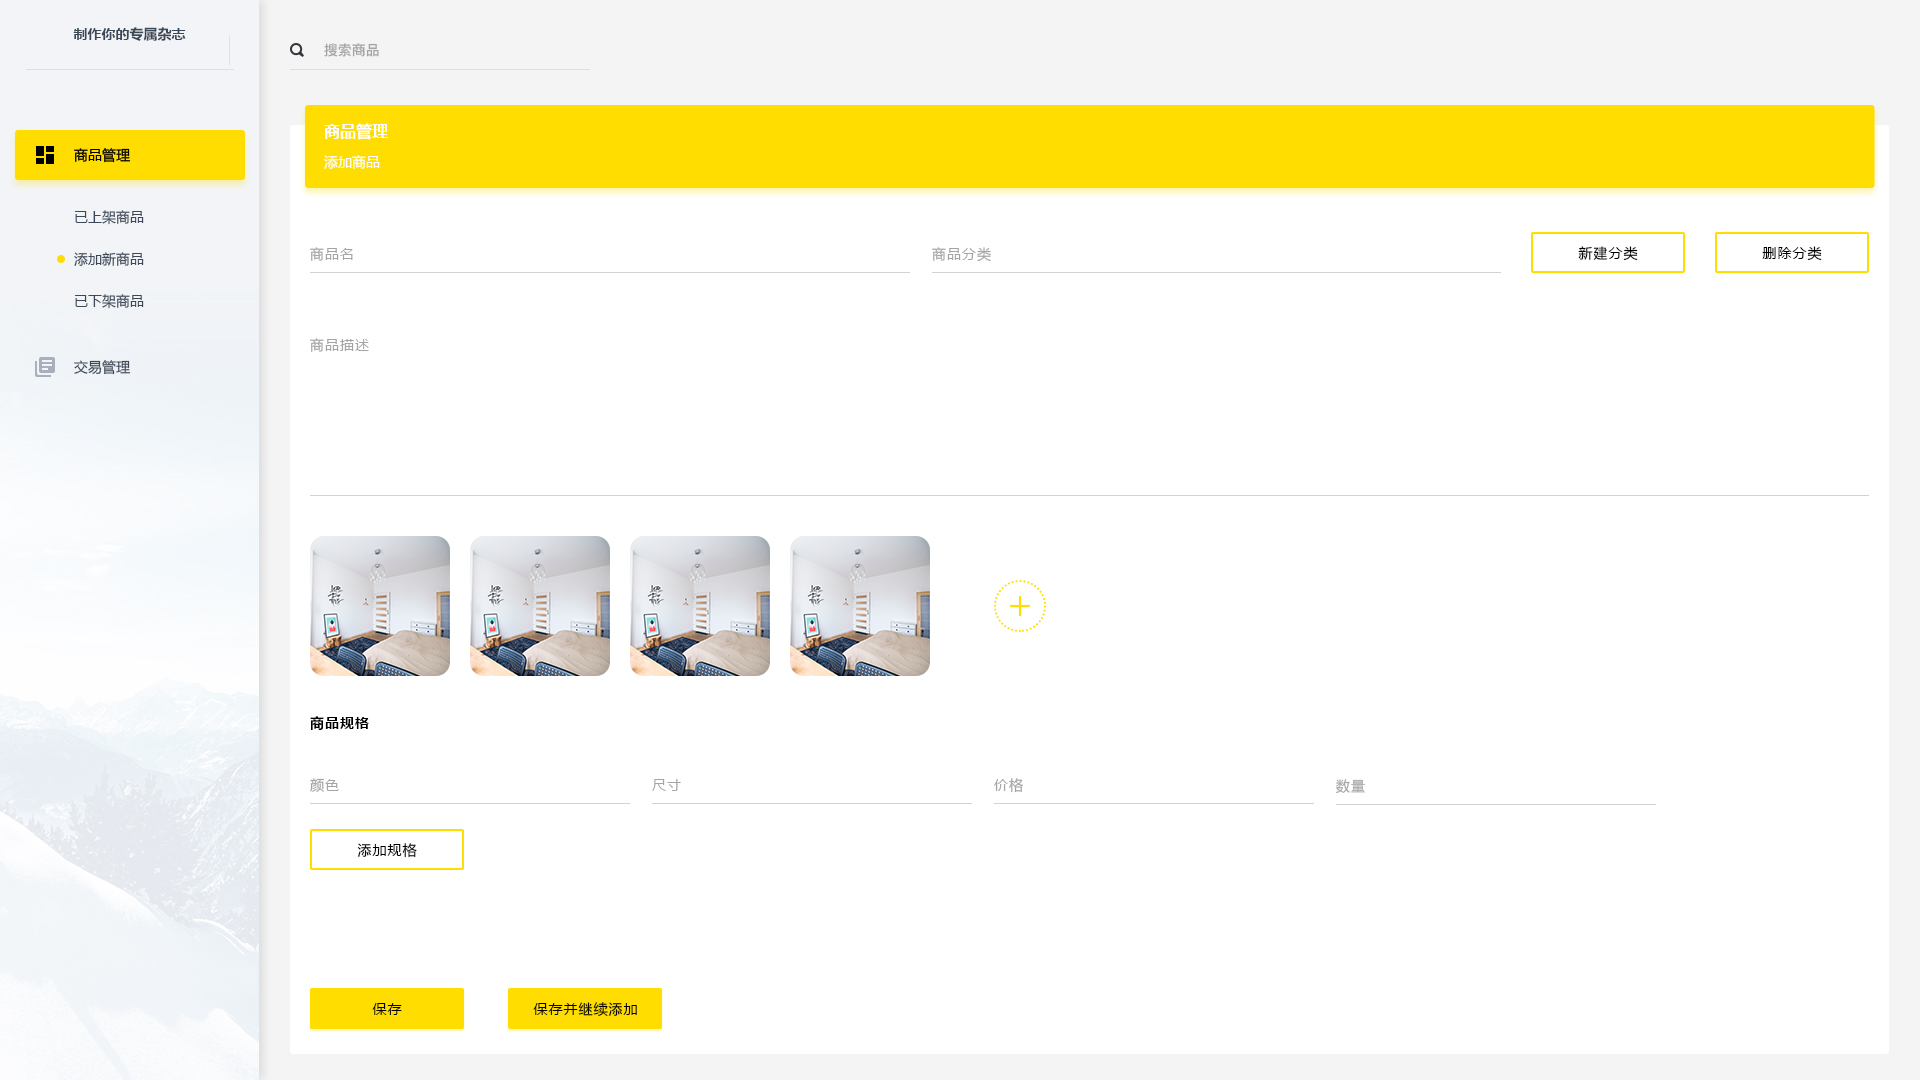 制作你的专属杂志
搜索商品
商品管理
添加商品
商品管理
已上架商品
添加新商品
已下架商品
交易管理
商品名
商品分类
新建分类
删除分类
商品描述
商品规格
颜色
尺寸
价格
数量
添加规格
保存
保存并继续添加